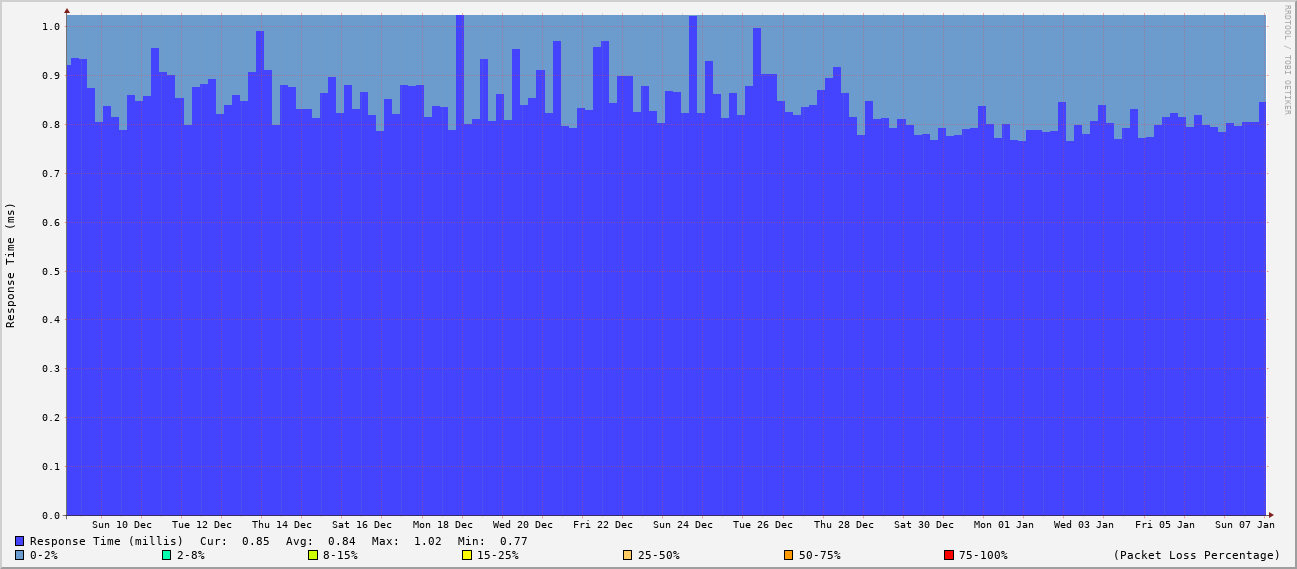 RRDTOOL / TOBI OETIKER
Response Time (ms)
1.0
0.9
0.8
0.7
0.6
0.5
0.4
0.3
0.2
0.1
0.0
Sun 10 Dec Tue 12 Dec Thu 14 Dec Sat 16 Dec Mon 18 Dec Wed 20 Dec Fri 22 Dec Sun 24 Dec Tue 26 Dec Thu 28 Dec Sat 30 Dec Mon 01 Jan Wed 03 Jan Fri 05 Jan Sun 07 Jan
Response Time (millis) Cur: 0.85 Avg: 0.84 Max: 1.02 Min: 0.77
0-2% 2-8% 8-15% 15-25% 25-50% 50-75% 75-100% (Packet Loss Percentage)